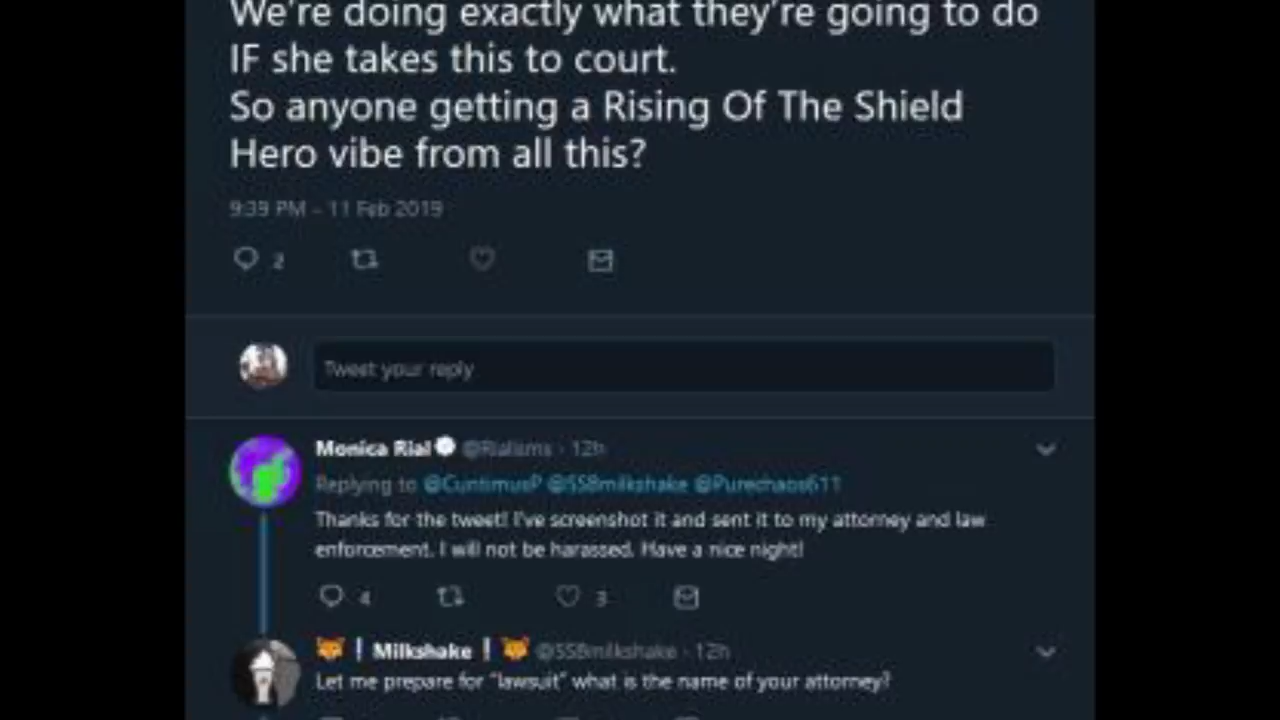 We're doing exactly what they're going to do
IF she takes this to court.
So anyone getting a Rising Of The Shield
Hero vibe from all this?
9:39 PM - 11 Feb 2019
2
Tweet your reply
Monica Rial @Rialisms · 12h
Replying to @CuntimusP @SSBmilkshake @Purechaos611
Thanks for the tweet! I've screenshot it and sent it to my attorney and law
enforcement. I will not be harassed. Have a nice night!
4 3
🦊❕Milkshake❕🦊 @SSBmilkshake · 12h
Let me prepare for "lawsuit" what is the name of your attorney?